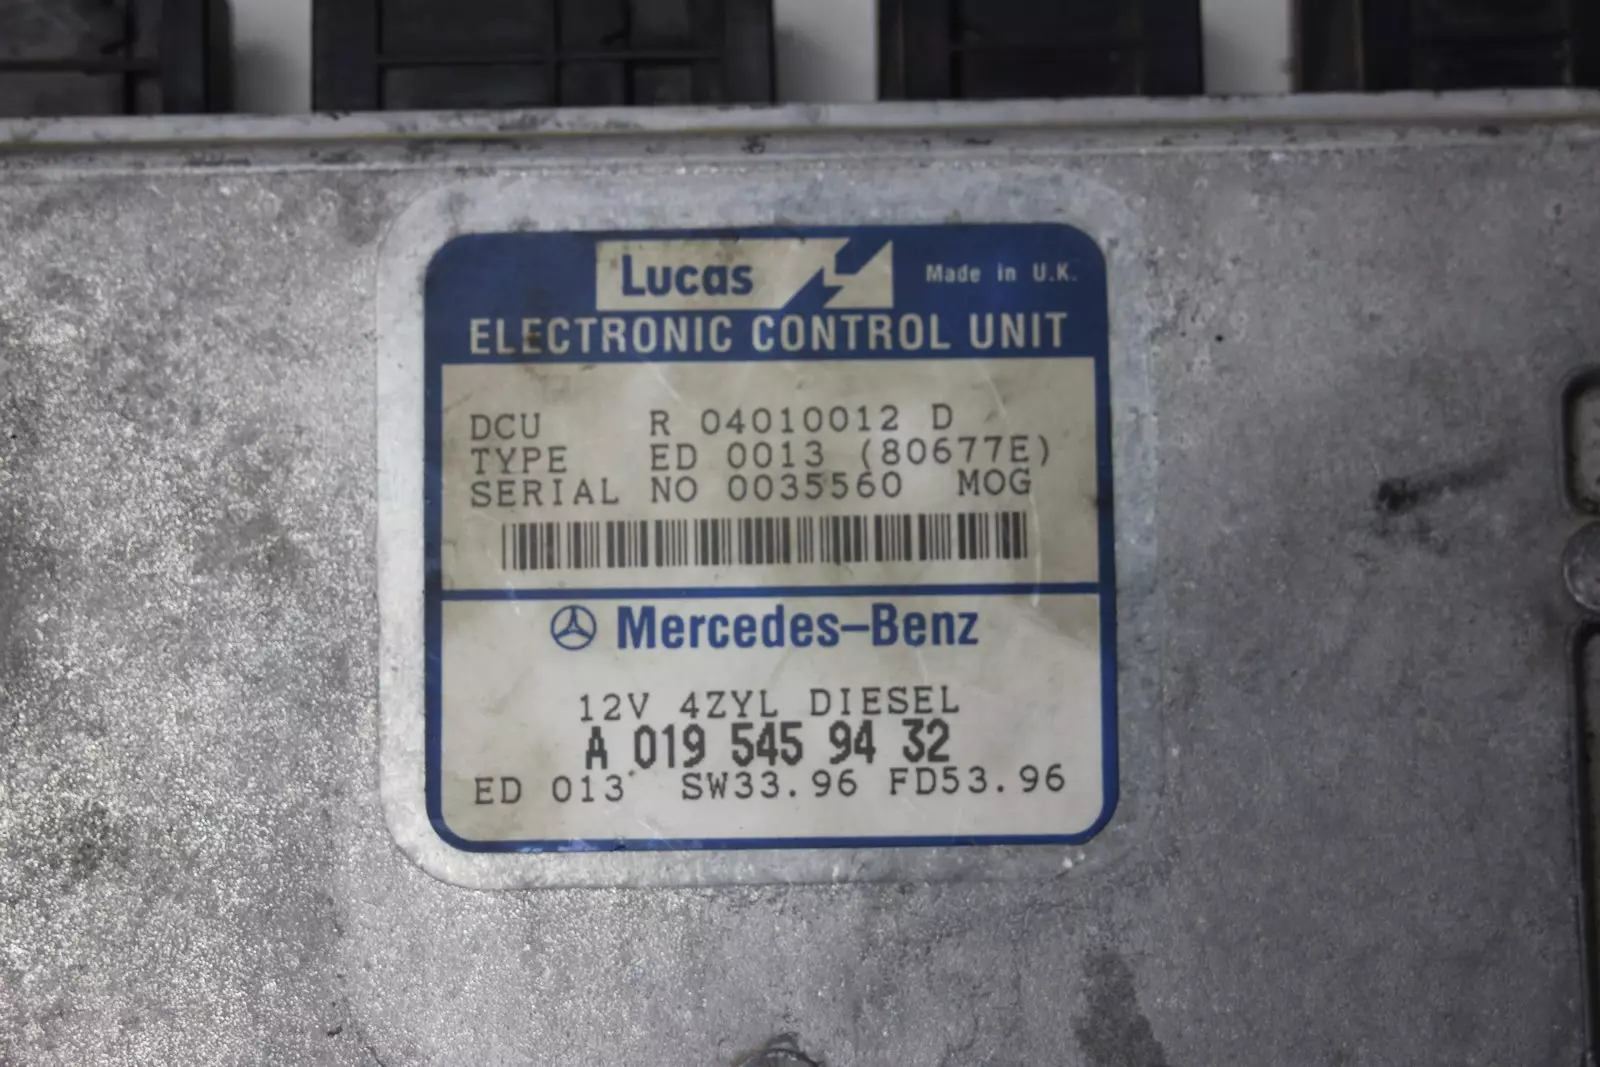 Lucas Made in U.K.
ELECTRONIC CONTROL UNIT
DCU R 04010012 D
TYPE ED 0013 (80677E)
SERIAL NO 0035560 MOG
Mercedes-Benz
12V 4ZYL DIESEL
A 019 545 94 32
ED 013 SW33.96 FD53.96